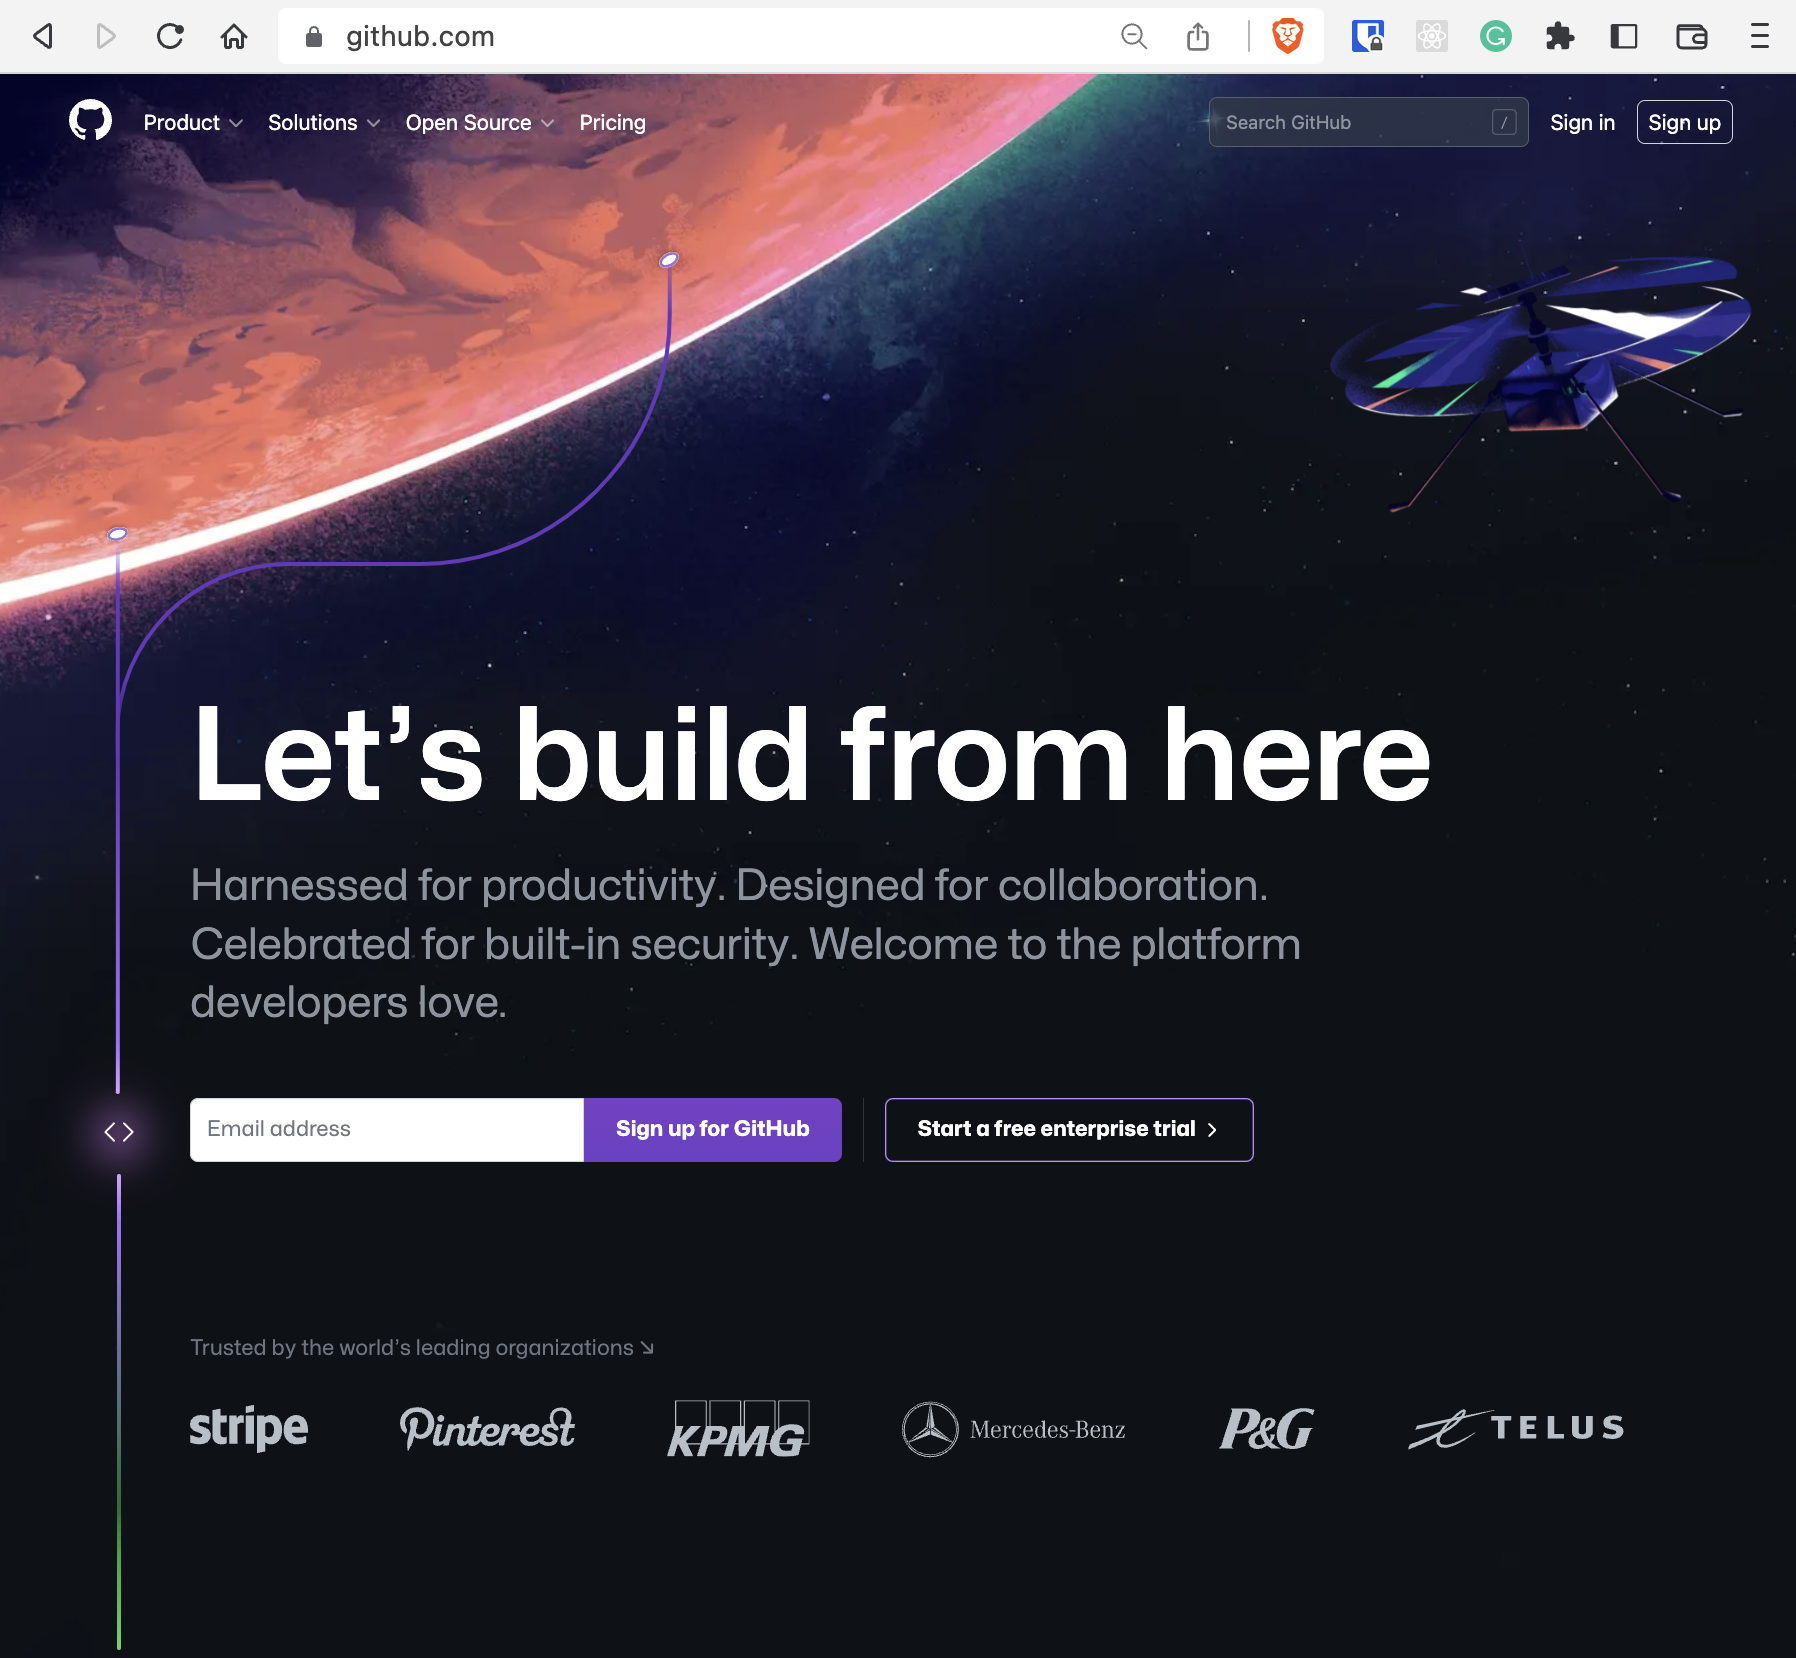 github.com
Product Solutions Open Source Pricing Search GitHub / Sign in Sign up
Let’s build from here
Harnessed for productivity. Designed for collaboration.
Celebrated for built-in security. Welcome to the platform
developers love.
Email address Sign up for GitHub Start a free enterprise trial
Trusted by the world’s leading organizations
stripe Pinterest KPMG Mercedes-Benz P&G TELUS